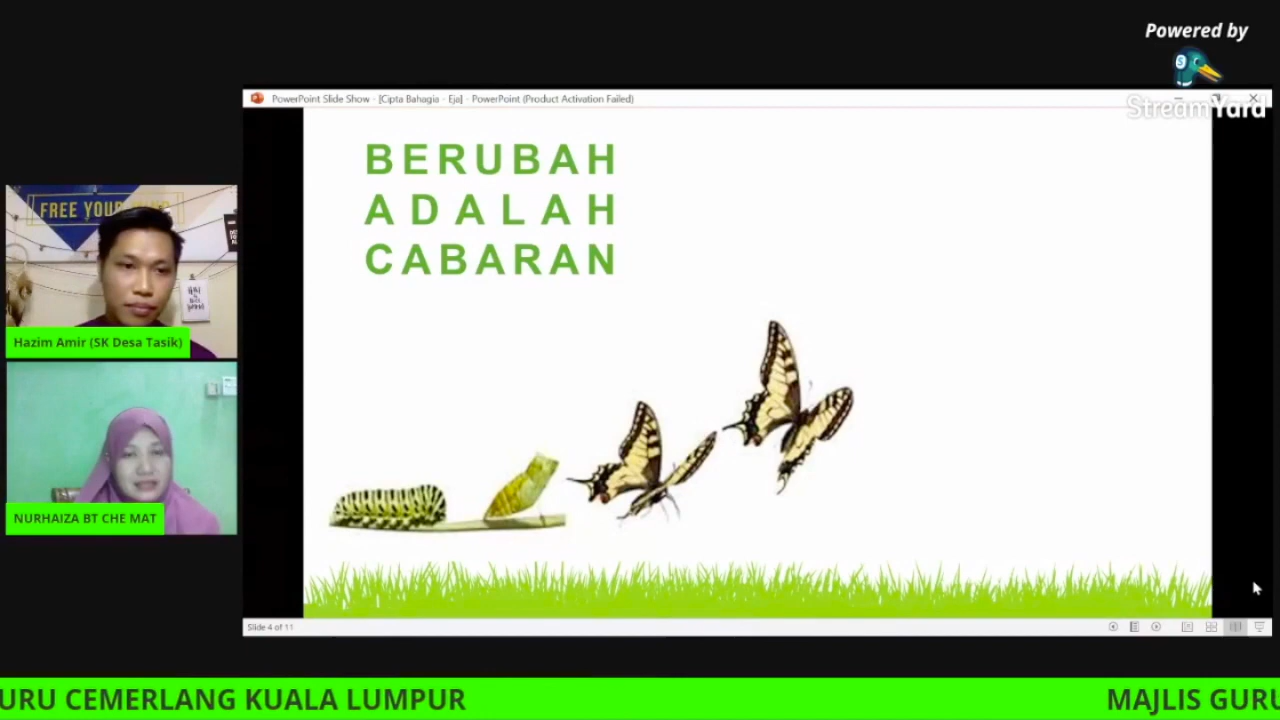 Powered by
StreamYard
PowerPoint Slide Show - [Cipta Bahagia - Eja] - PowerPoint (Product Activation Failed)
BERUBAH
ADALAH
CABARAN
FREE YOUR
Hazim Amir (SK Desa Tasik)
NURHAIZA BT CHE MAT
Slide 4 of 11
URU CEMERLANG KUALA LUMPUR
MAJLIS GURU